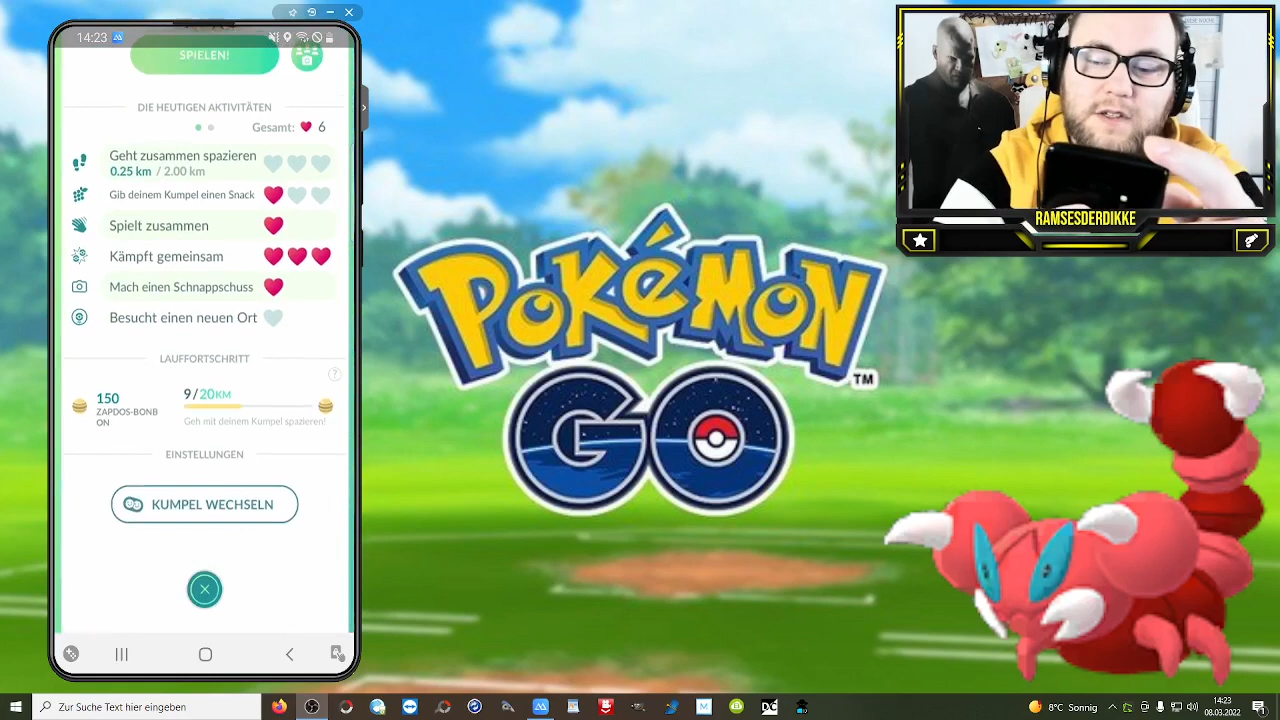 14:23
SPIELEN!
DIE HEUTIGEN AKTIVITÄTEN
Gesamt: 6
Geht zusammen spazieren
0.25 km / 2.00 km
Gib deinem Kumpel einen Snack
Spielt zusammen
Kämpft gemeinsam
Mach einen Schnappschuss
Besucht einen neuen Ort
LAUFFORTSCHRITT
?
150
ZAPDOS-BONB
ON
9/20KM
Geh mit deinem Kumpel spazieren!
EINSTELLUNGEN
KUMPEL WECHSELN
POKÉMON
GO
TM
RAMSESDERDIKKE
Zur Suche Text hier eingeben
9°C Sonnig
14:23
08.03.2022